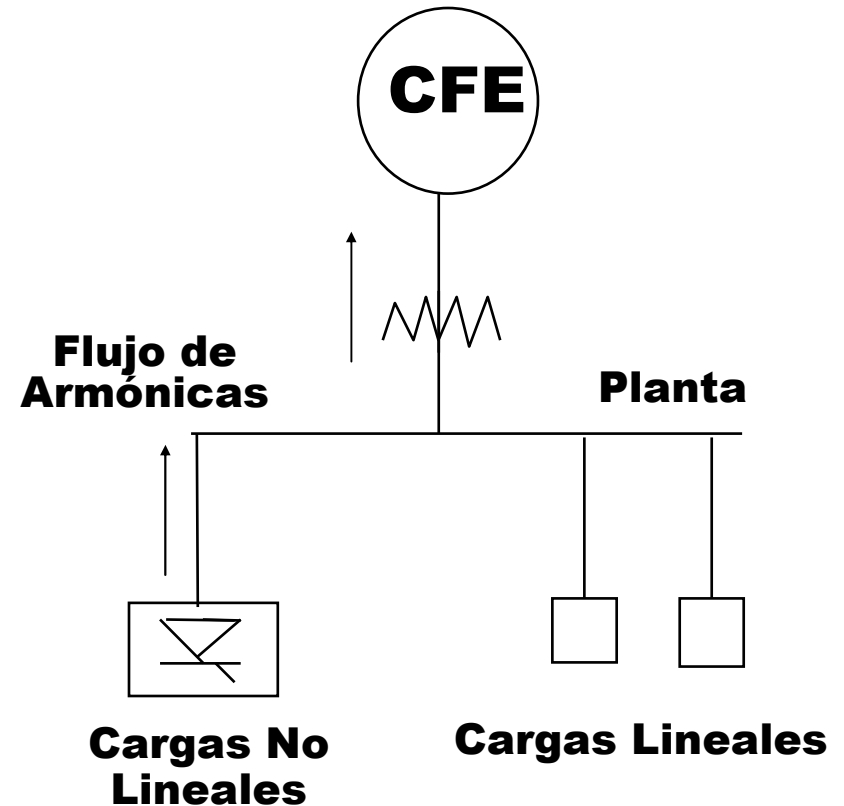 CFE
Flujo de
Armónicas
Planta
Cargas No
Lineales
Cargas Lineales